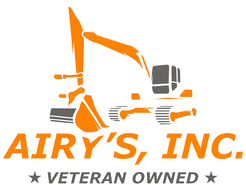 AIRY'S, INC.
★ VETERAN OWNED ★